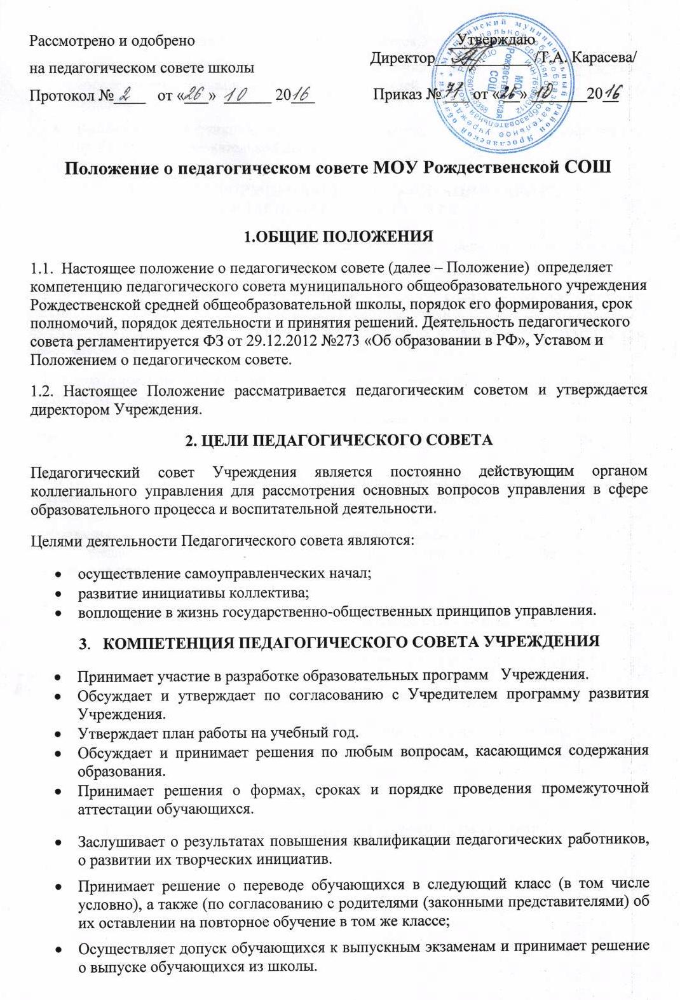 Рассмотрено и одобрено
на педагогическом совете школы
Протокол № 2 от «26» 10 2016
Утверждаю
Директор /Т.А. Карасева/
Приказ № 71 от «26» 10 2016
МОУ
Рождественская
СОШ
Положение о педагогическом совете МОУ Рождественской СОШ
1.ОБЩИЕ ПОЛОЖЕНИЯ
1.1. Настоящее положение о педагогическом совете (далее – Положение) определяет
компетенцию педагогического совета муниципального общеобразовательного учреждения
Рождественской средней общеобразовательной школы, порядок его формирования, срок
полномочий, порядок деятельности и принятия решений. Деятельность педагогического
совета регламентируется ФЗ от 29.12.2012 №273 «Об образовании в РФ», Уставом и
Положением о педагогическом совете.
1.2. Настоящее Положение рассматривается педагогическим советом и утверждается
директором Учреждения.
2. ЦЕЛИ ПЕДАГОГИЧЕСКОГО СОВЕТА
Педагогический совет Учреждения является постоянно действующим органом
коллегиального управления для рассмотрения основных вопросов управления в сфере
образовательного процесса и воспитательной деятельности.
Целями деятельности Педагогического совета являются:
• осуществление самоуправленческих начал;
• развитие инициативы коллектива;
• воплощение в жизнь государственно-общественных принципов управления.
3. КОМПЕТЕНЦИЯ ПЕДАГОГИЧЕСКОГО СОВЕТА УЧРЕЖДЕНИЯ
• Принимает участие в разработке образовательных программ Учреждения.
• Обсуждает и утверждает по согласованию с Учредителем программу развития
Учреждения.
• Утверждает план работы на учебный год.
• Обсуждает и принимает решения по любым вопросам, касающимся содержания
образования.
• Принимает решения о формах, сроках и порядке проведения промежуточной
аттестации обучающихся.
• Заслушивает о результатах повышения квалификации педагогических работников,
о развитии их творческих инициатив.
• Принимает решение о переводе обучающихся в следующий класс (в том числе
условно), а также (по согласованию с родителями (законными представителями) об
их оставлении на повторное обучение в том же классе;
• Осуществляет допуск обучающихся к выпускным экзаменам и принимает решение
о выпуске обучающихся из школы.